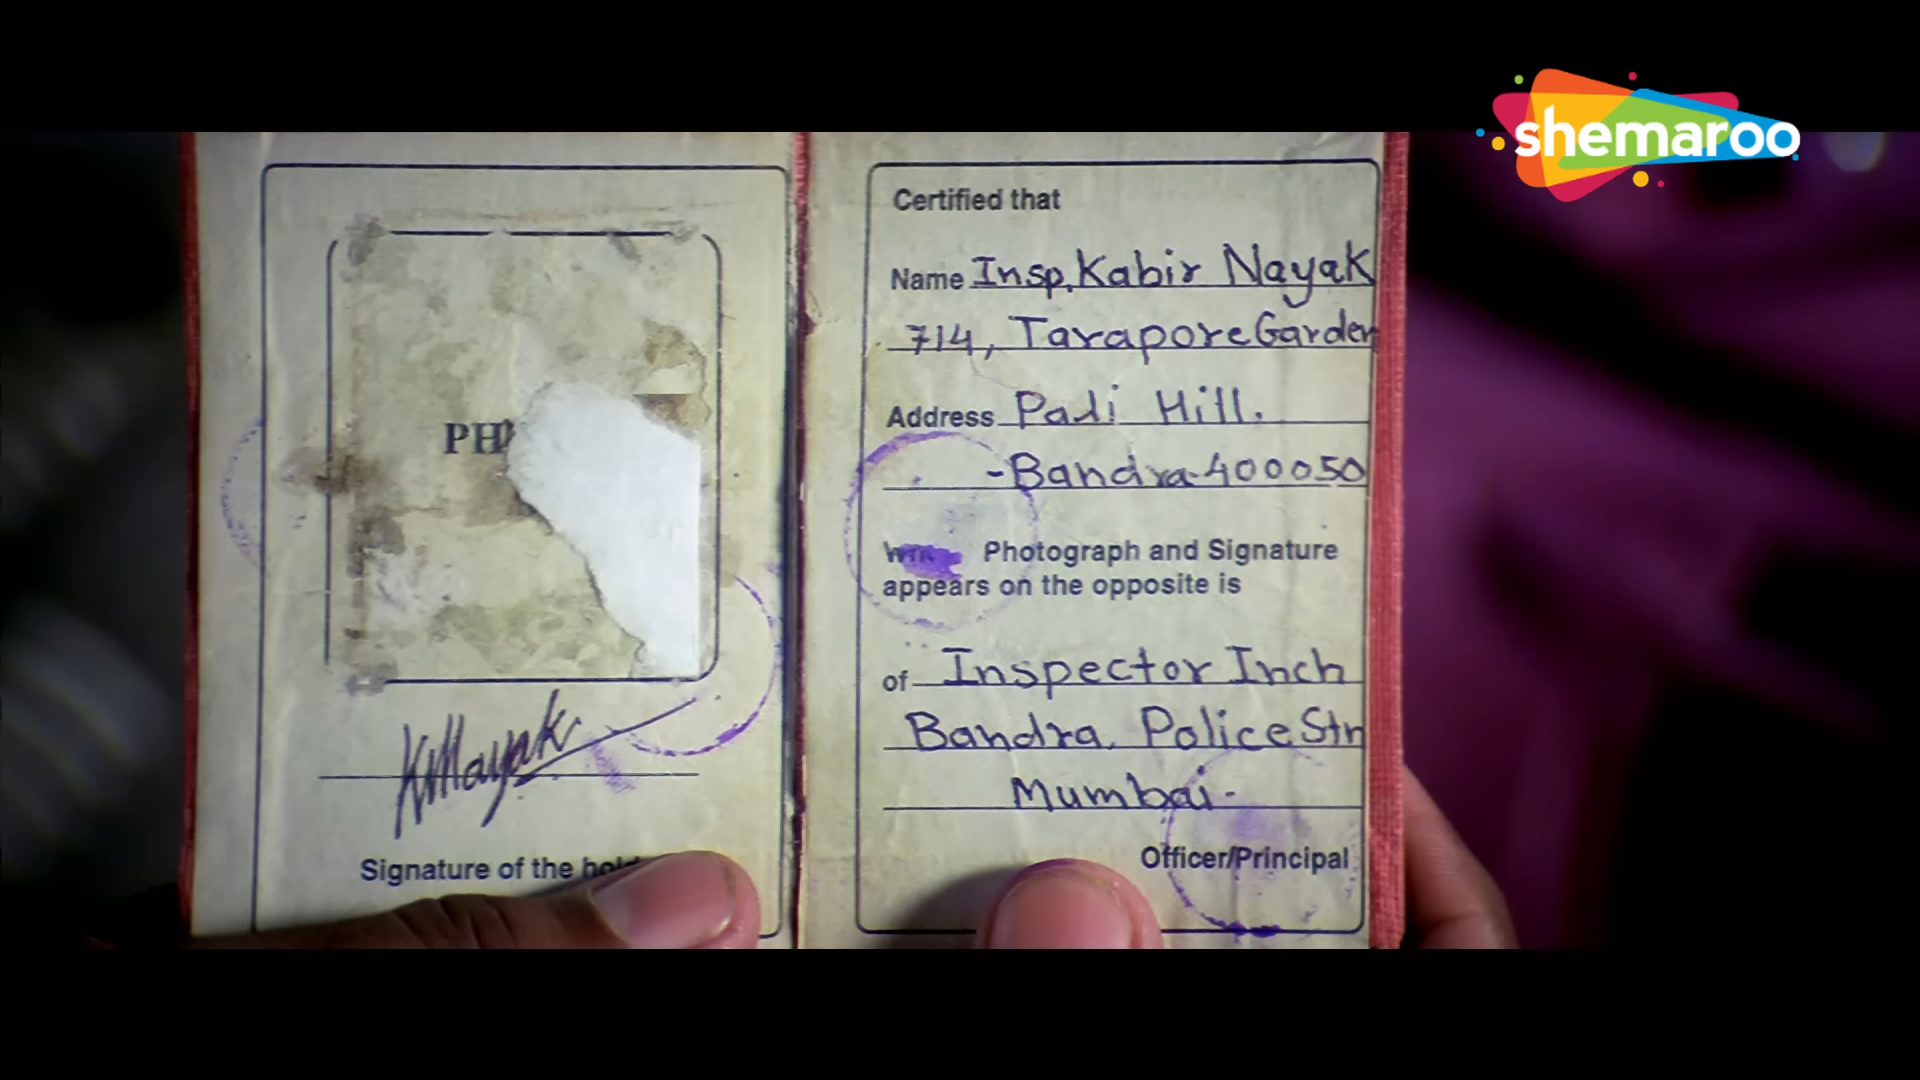 shemaroo
PH
K Nayak
Signature of the
Certified that
Name Insp. Kabir Nayak
714, Tarapore Garden
Address Pali Hill.
-Bandra-400050
Photograph and Signature
appears on the opposite is
of Inspector Inch
Bandra, Police Stn
Mumbai-
Officer/Principal